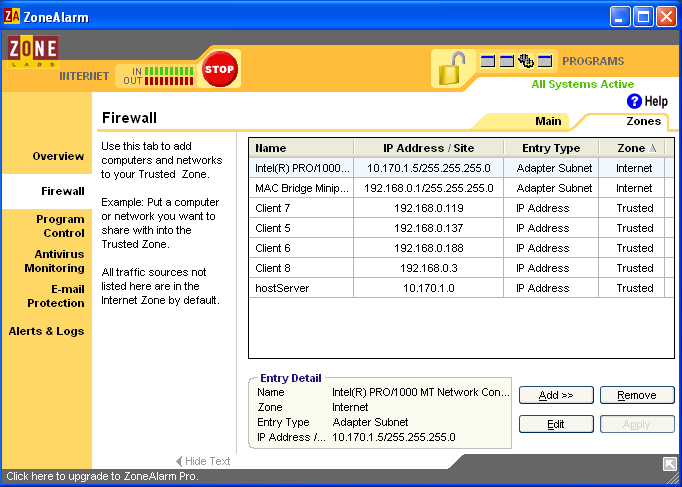 ZA ZoneAlarm
ZONE
LABS
INTERNET
IN
OUT
STOP
PROGRAMS
All Systems Active
? Help
Firewall
Main
Zones
Overview
Firewall
Program
Control
Antivirus
Monitoring
E-mail
Protection
Alerts & Logs
Use this tab to add
computers and networks
to your Trusted Zone.
Example: Put a computer
or network you want to
share with into the
Trusted Zone.
All traffic sources not
listed here are in the
Internet Zone by default.
Name IP Address / Site Entry Type Zone
Intel(R) PRO/1000... 10.170.1.5/255.255.255.0 Adapter Subnet Internet
MAC Bridge Minip... 192.168.0.1/255.255.255.0 Adapter Subnet Internet
Client 7 192.168.0.119 IP Address Trusted
Client 5 192.168.0.137 IP Address Trusted
Client 6 192.168.0.188 IP Address Trusted
Client 8 192.168.0.3 IP Address Trusted
hostServer 10.170.1.0 IP Address Trusted
Entry Detail
Name Intel(R) PRO/1000 MT Network Con...
Zone Internet
Entry Type Adapter Subnet
IP Address /... 10.170.1.5/255.255.255.0
Add >>
Remove
Edit
Apply
Hide Text
Click here to upgrade to ZoneAlarm Pro.